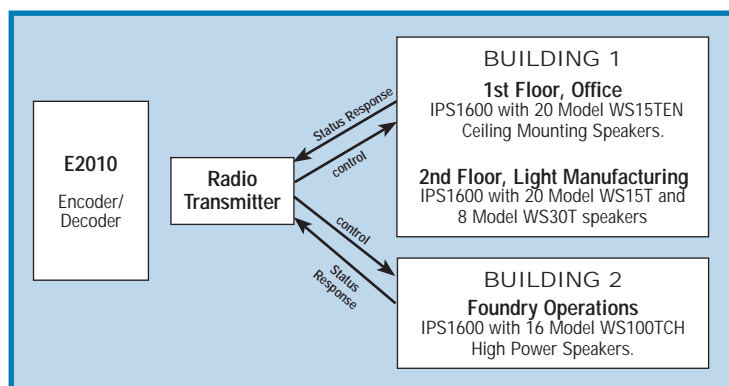 E2010
Encoder/
Decoder
Radio
Transmitter
Status Response
control
control
Status
Response
BUILDING 1
1st Floor, Office
IPS1600 with 20 Model WS15TEN
Ceiling Mounting Speakers.
2nd Floor, Light Manufacturing
IPS1600 with 20 Model WS15T and
8 Model WS30T speakers
BUILDING 2
Foundry Operations
IPS1600 with 16 Model WS100TCH
High Power Speakers.